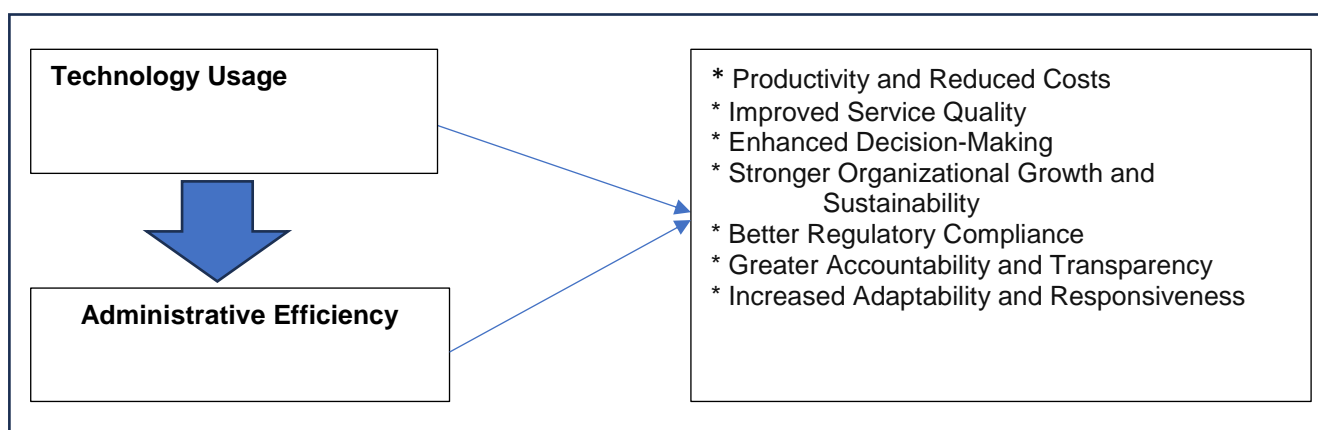 Technology Usage
Administrative Efficiency
* Productivity and Reduced Costs
* Improved Service Quality
* Enhanced Decision-Making
* Stronger Organizational Growth and
Sustainability
* Better Regulatory Compliance
* Greater Accountability and Transparency
* Increased Adaptability and Responsiveness